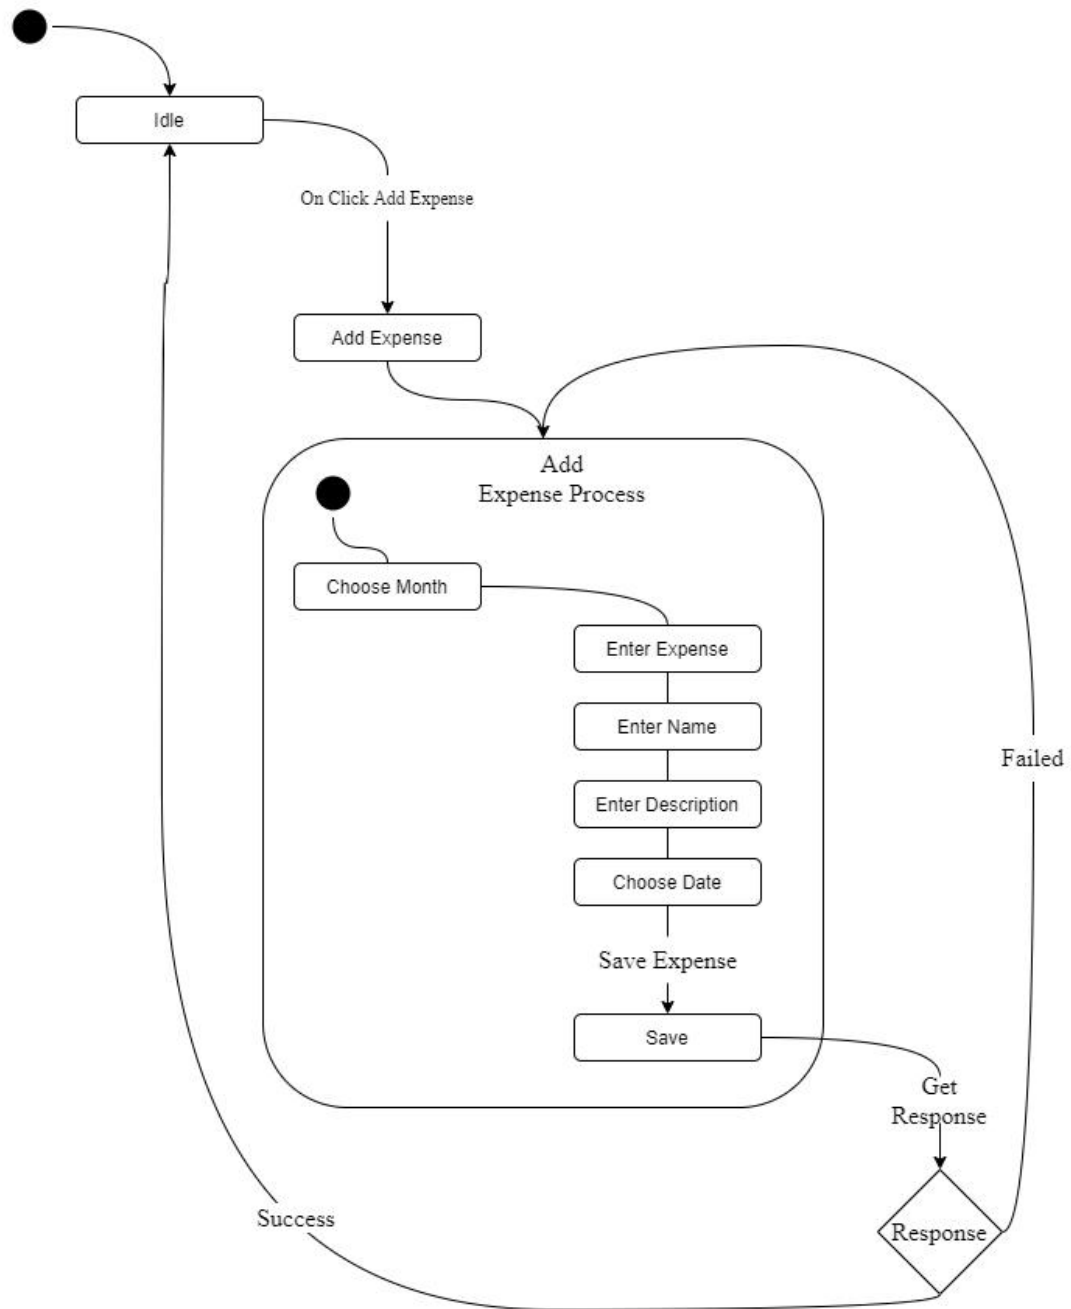 Idle
On Click Add Expense
Add Expense
Add
Expense Process
Choose Month
Enter Expense
Enter Name
Failed
Enter Description
Choose Date
Save Expense
Save
Get
Response
Success
Response